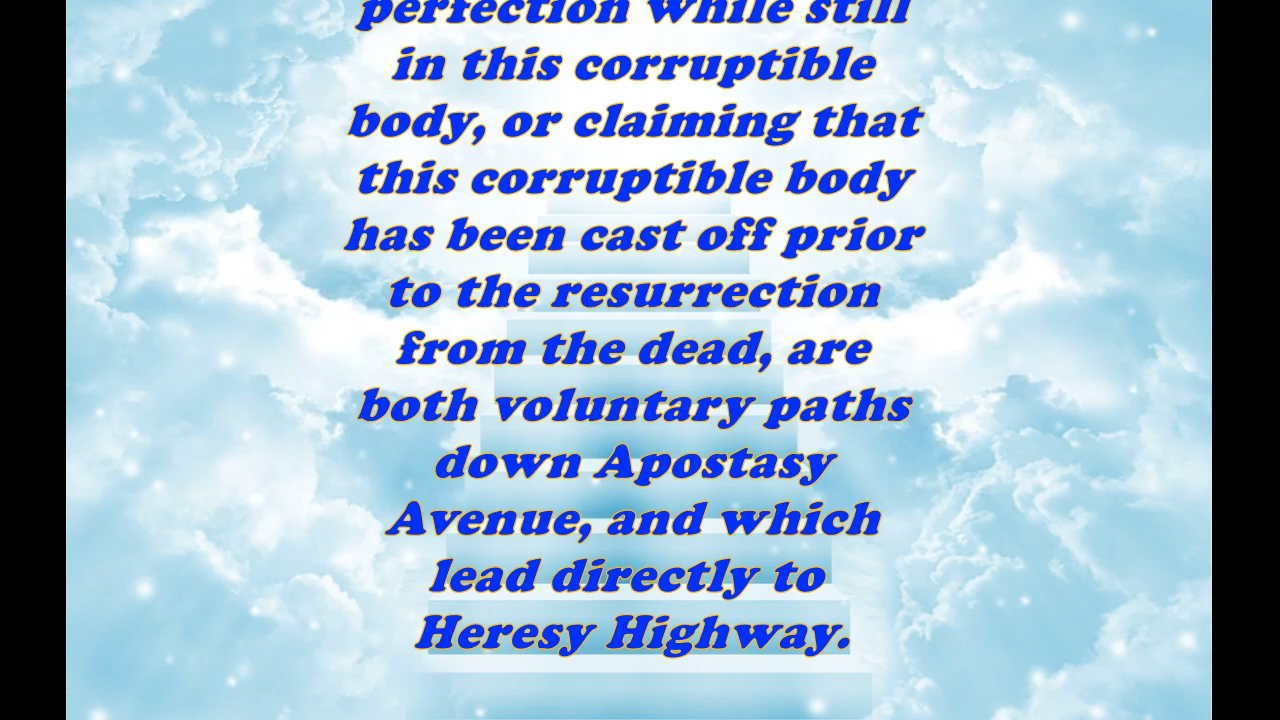 perfection while still
in this corruptible
body, or claiming that
this corruptible body
has been cast off prior
to the resurrection
from the dead, are
both voluntary paths
down Apostasy
Avenue, and which
lead directly to
Heresy Highway.